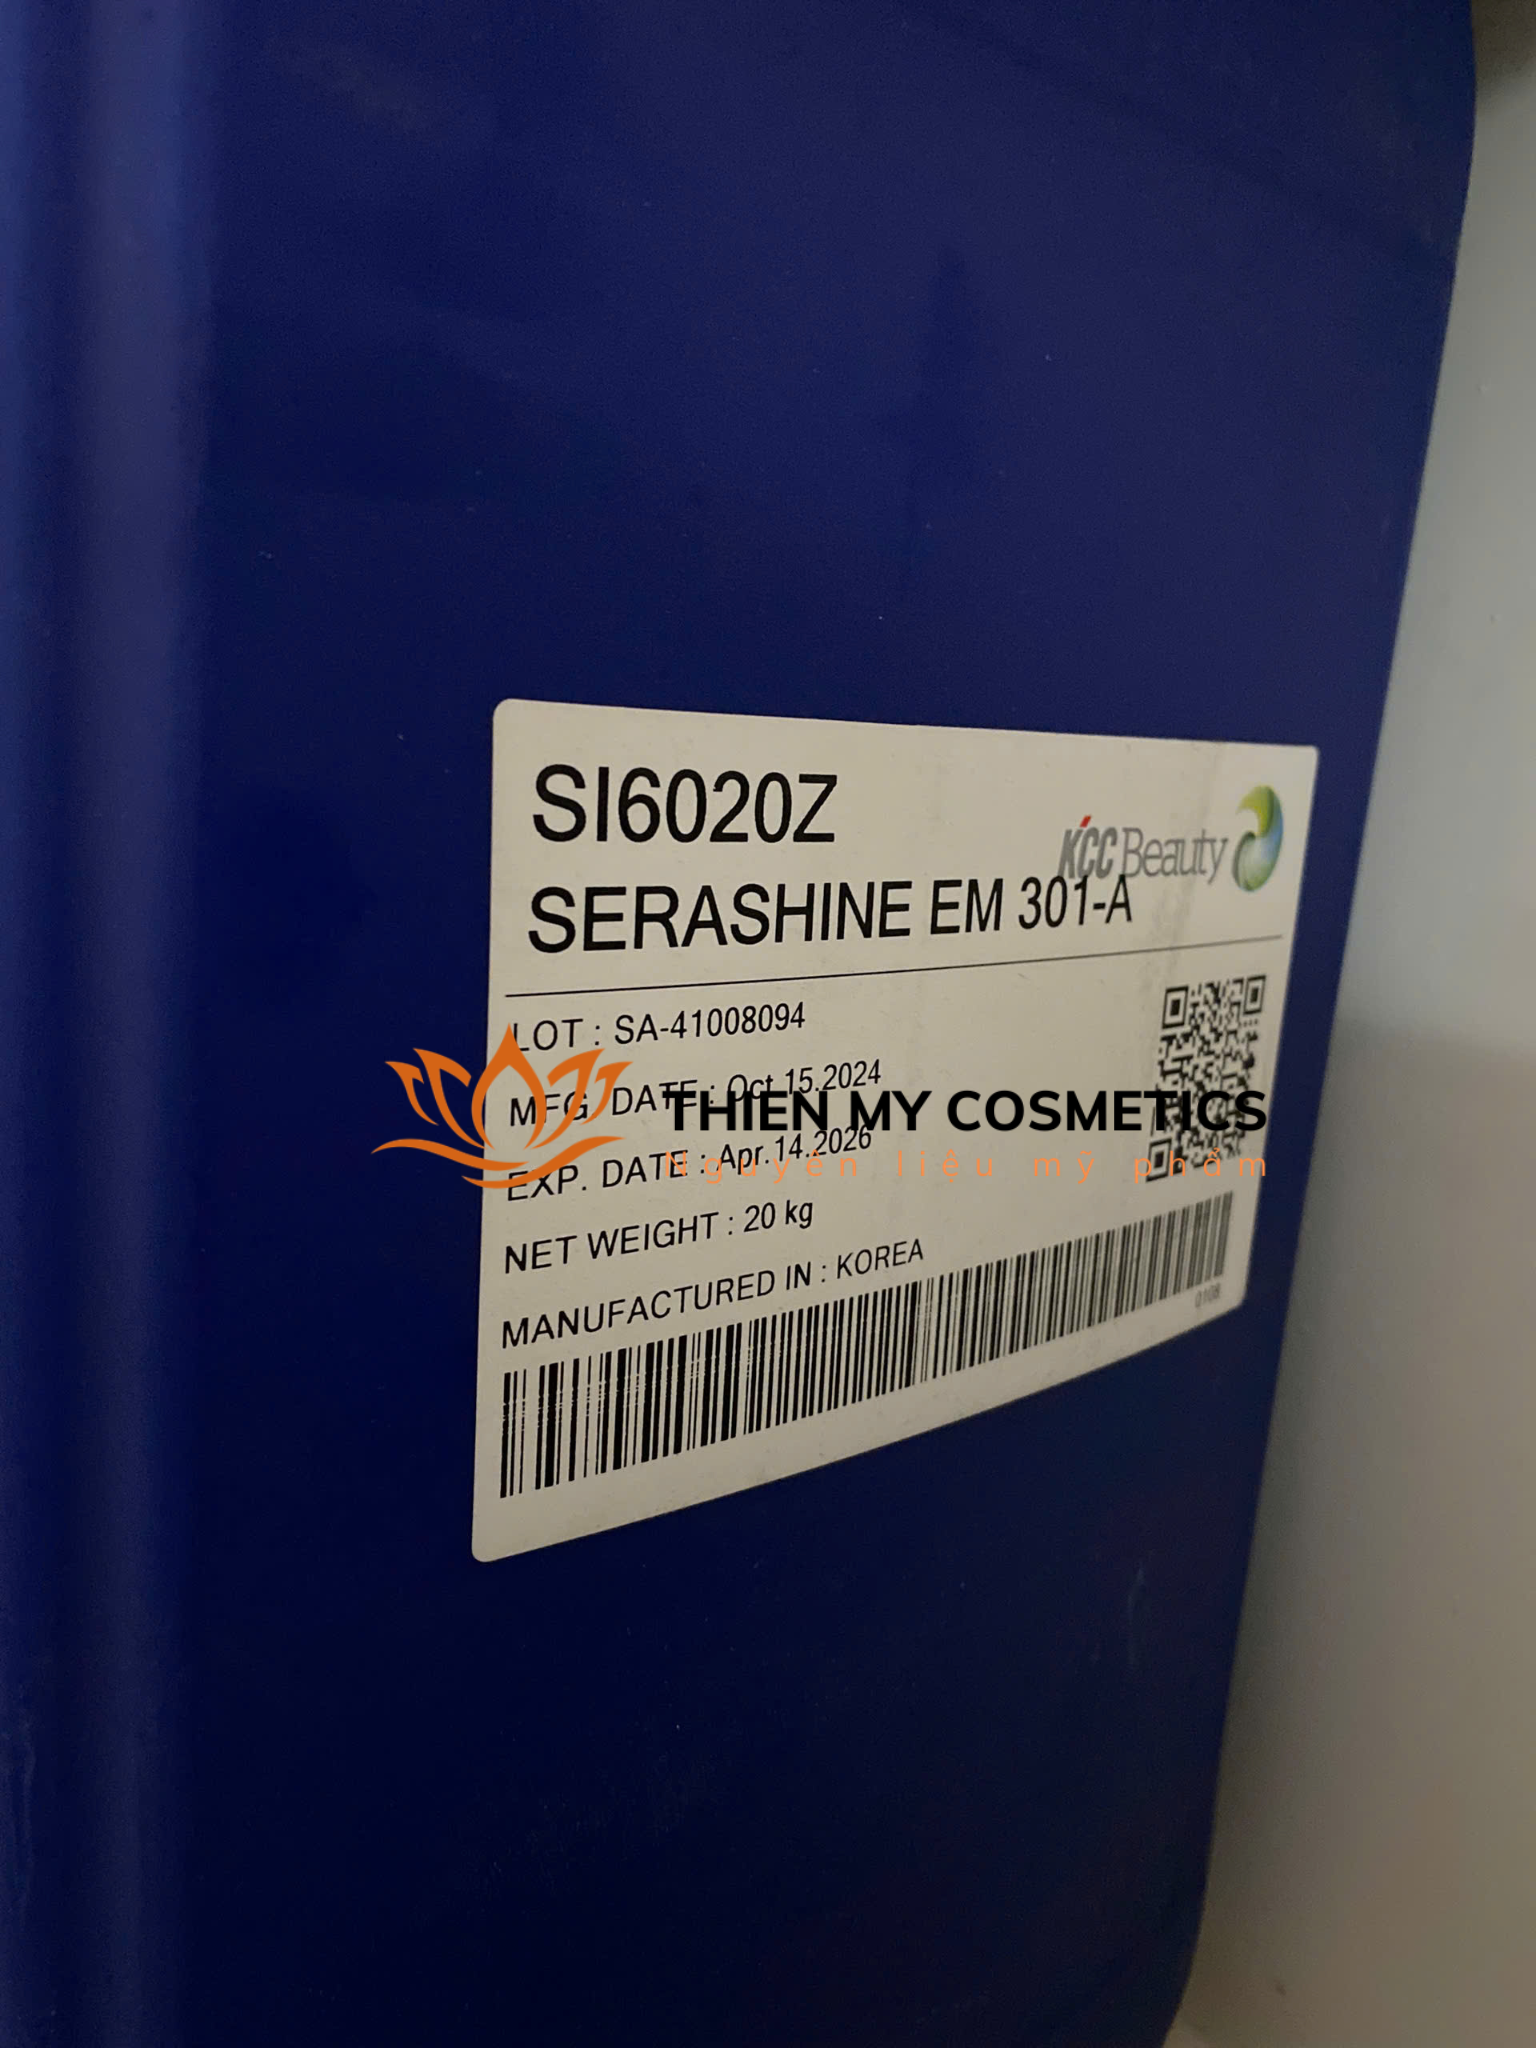 SI6020Z
KCC Beauty
SERASHINE EM 301-A
LOT : SA-41008094
MFG. DATE : Oct.15.2024
THIEN MY COSMETICS
EXP. DATE : Apr.14.2026
Nguyên liệu mỹ phẩm
NET WEIGHT : 20 kg
MANUFACTURED IN : KOREA
0108